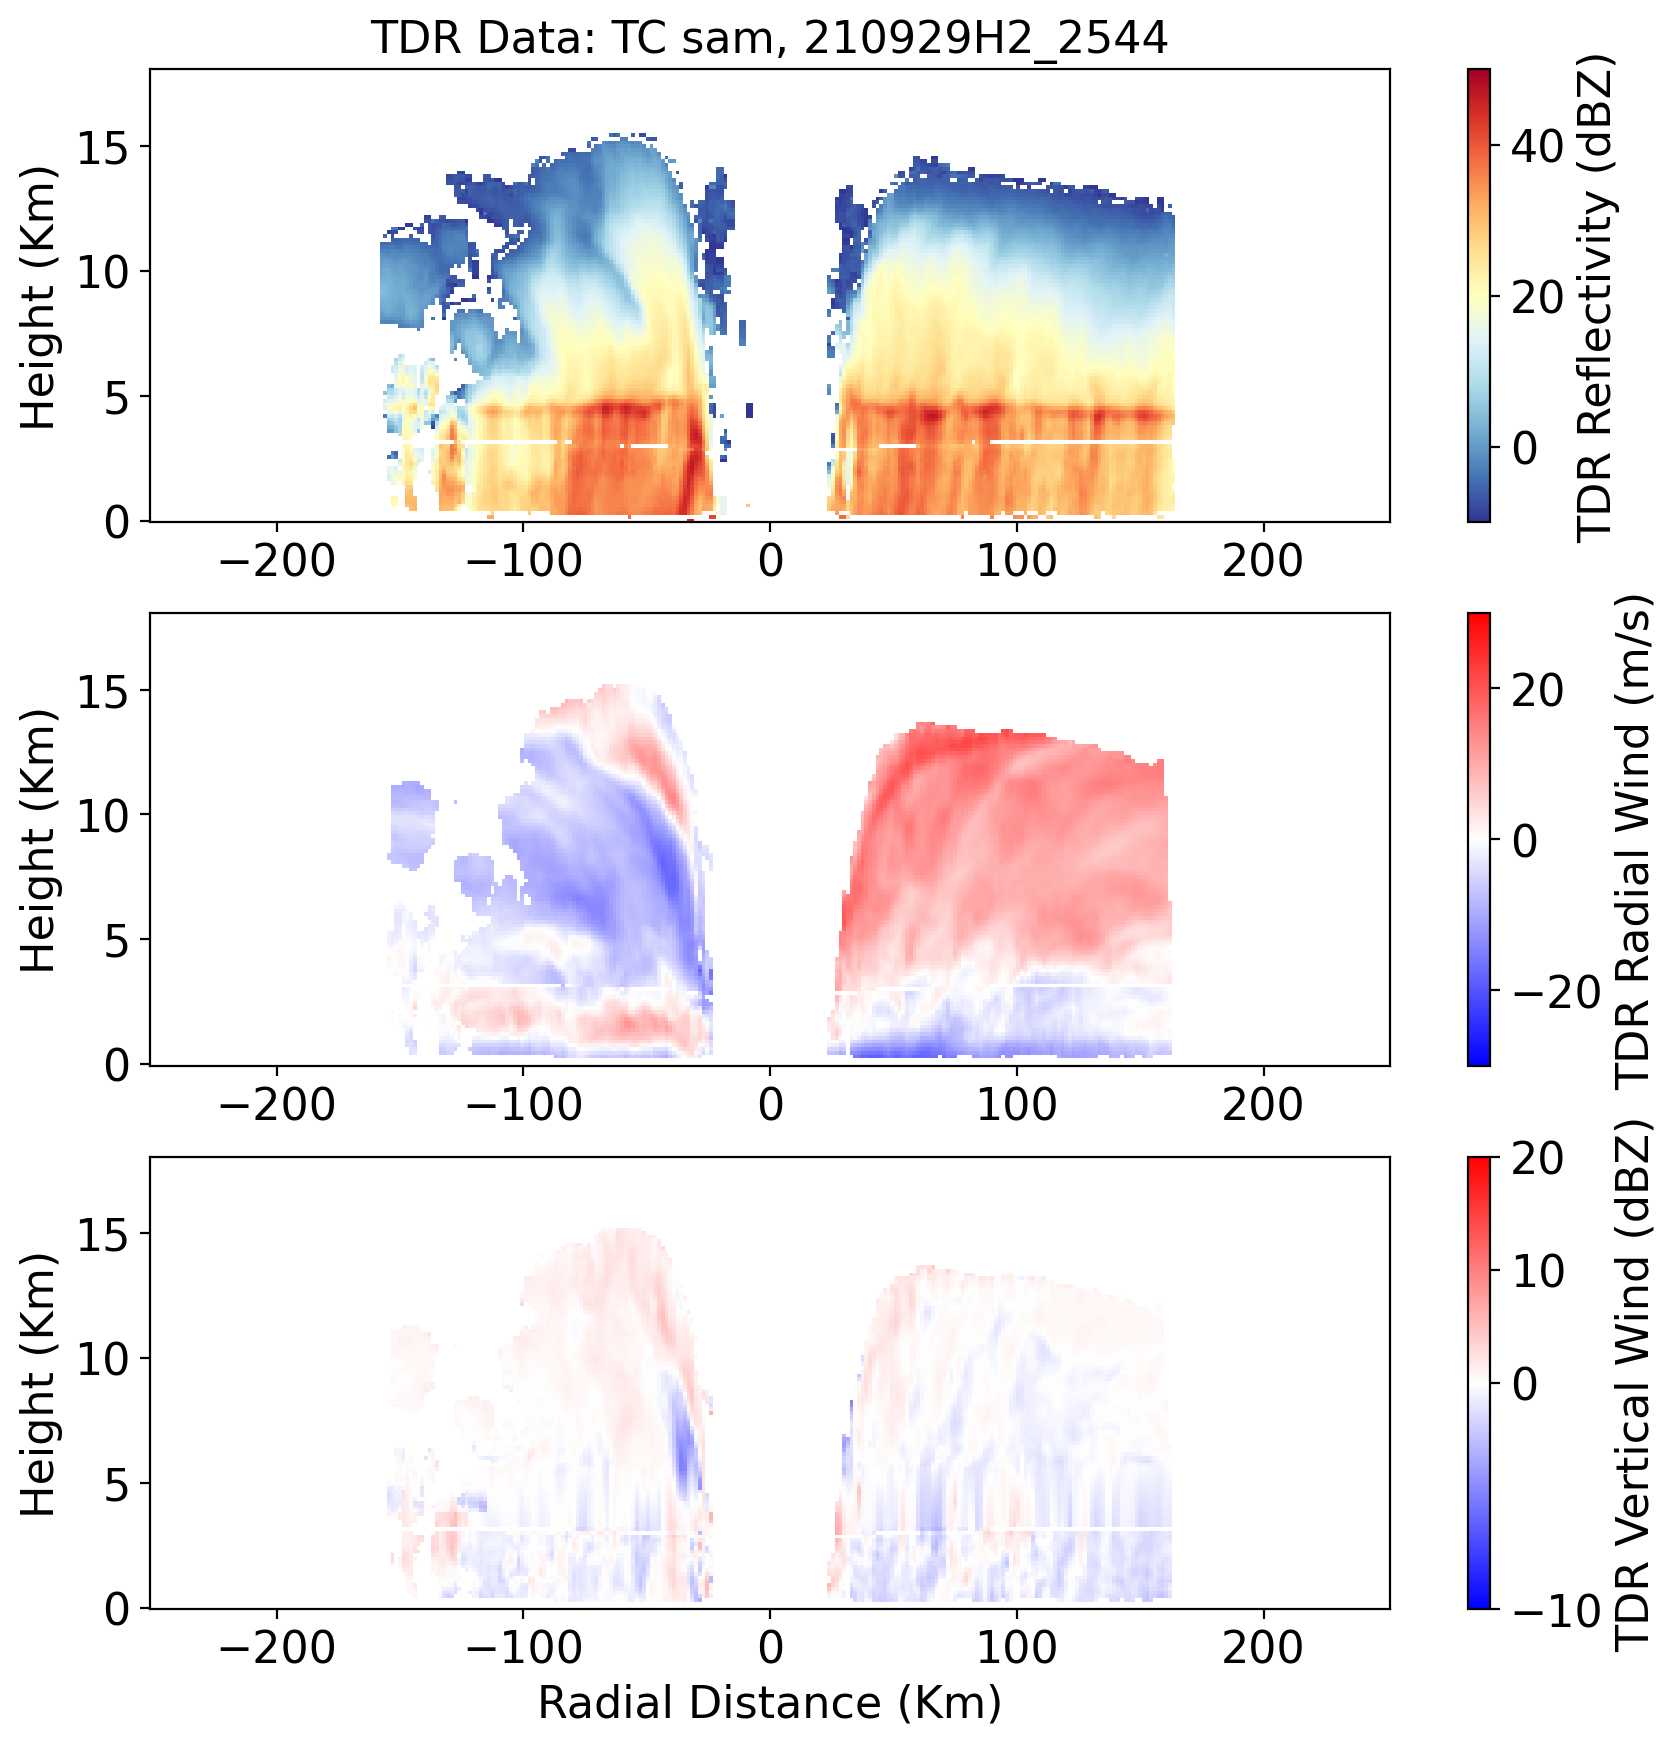 TDR Data: TC sam, 210929H2_2544
15
10
5
0
Height (Km)
−200 −100 0 100 200
40
20
0
TDR Reflectivity (dBZ)
15
10
5
0
Height (Km)
−200 −100 0 100 200
20
0
−20
TDR Radial Wind (m/s)
15
10
5
0
Height (Km)
−200 −100 0 100 200
Radial Distance (Km)
20
10
0
−10
TDR Vertical Wind (dBZ)